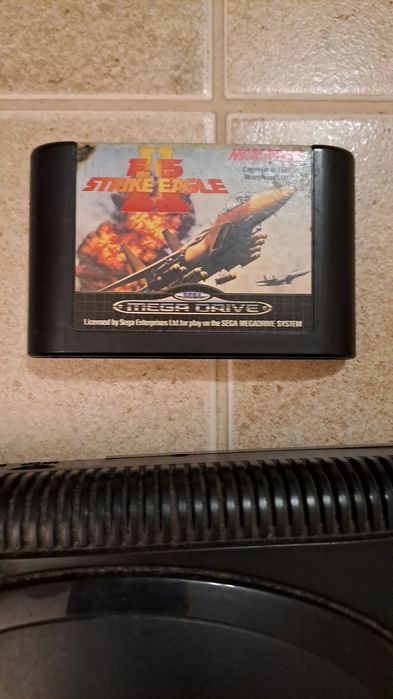 II
F-15
STRIKE EAGLE
SEGA
MEGA DRIVE
Licensed by Sega Enterprises Ltd. for play on the SEGA MEGADRIVE SYSTEM